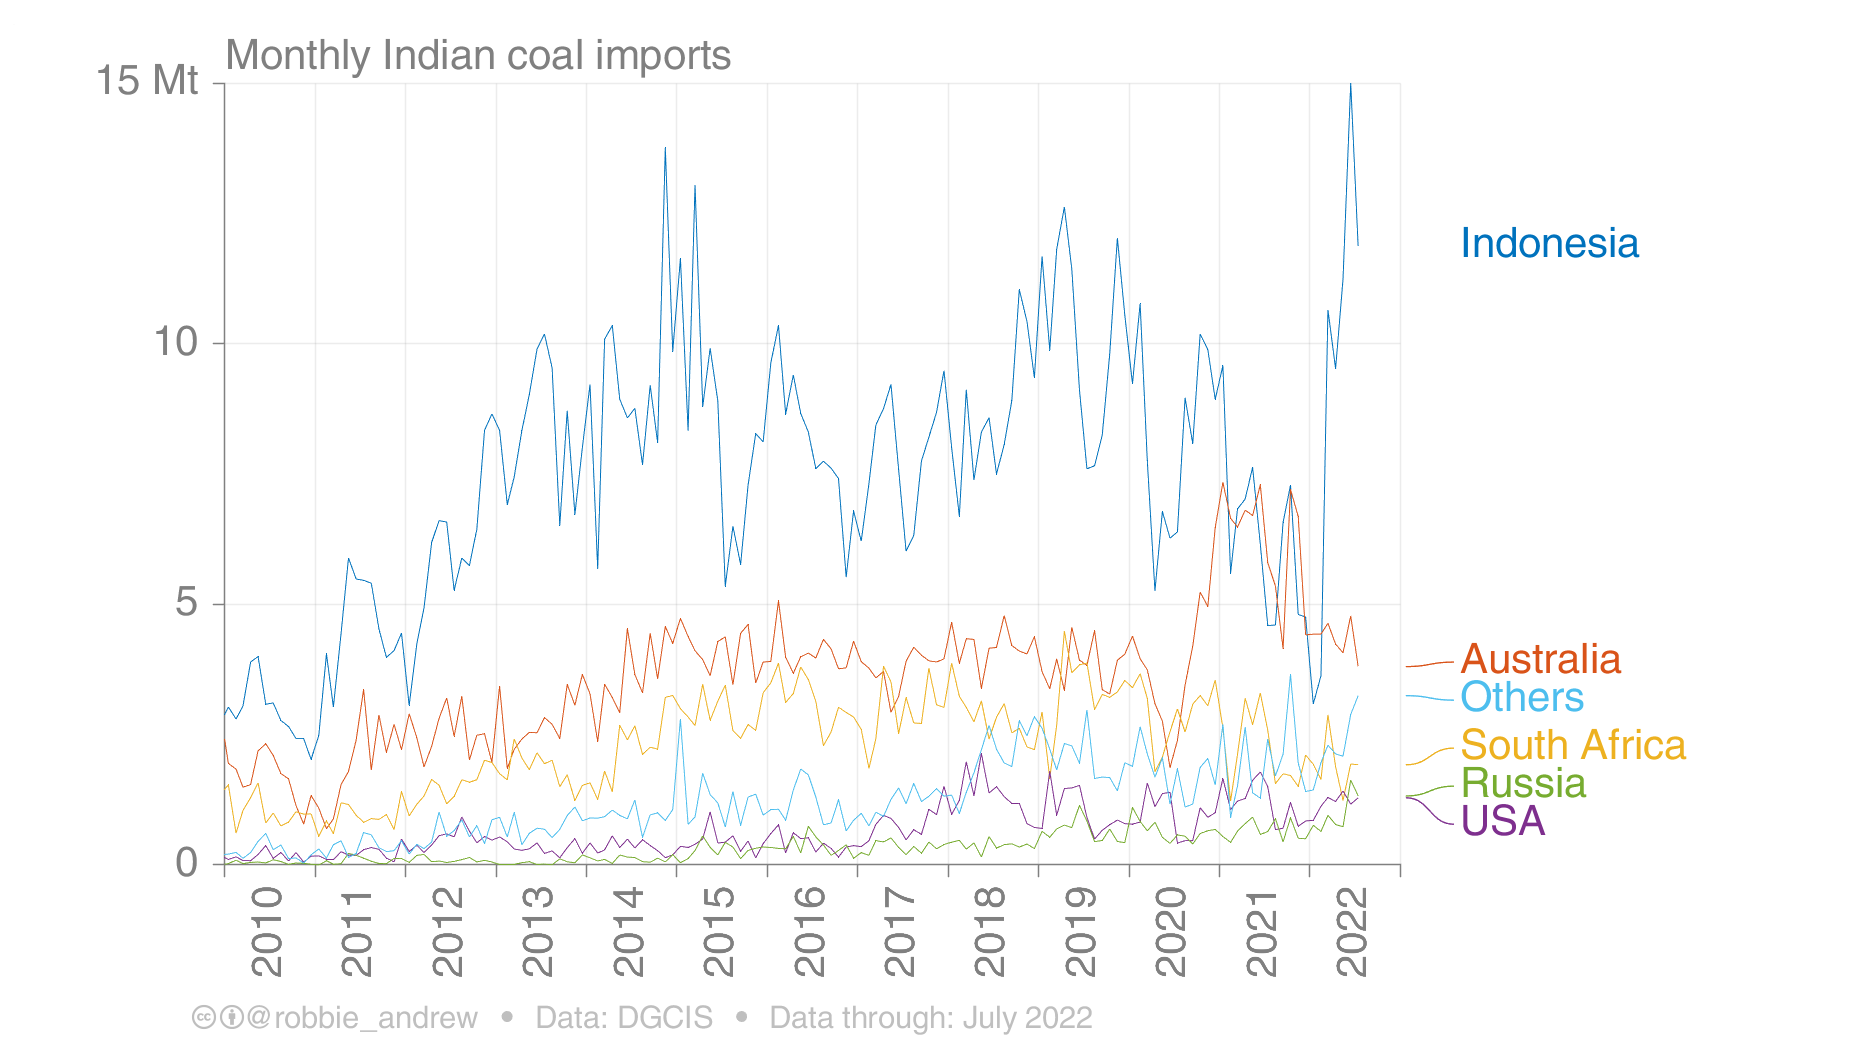 Monthly Indian coal imports
15 Mt
10
5
0
Indonesia
Australia
Others
South Africa
Russia
USA
2010 2011 2012 2013 2014 2015 2016 2017 2018 2019 2020 2021 2022
@robbie_andrew • Data: DGCIS • Data through: July 2022